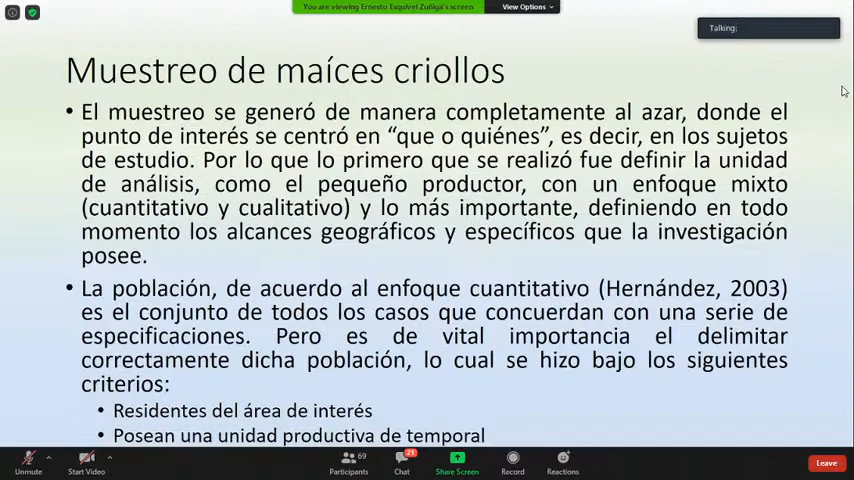 You are viewing Ernesto Esquivel Zuñiga's screen
View Options
Talking:
Muestreo de maíces criollos
• El muestreo se generó de manera completamente al azar, donde el
punto de interés se centró en “que o quiénes”, es decir, en los sujetos
de estudio. Por lo que lo primero que se realizó fue definir la unidad
de análisis, como el pequeño productor, con un enfoque mixto
(cuantitativo y cualitativo) y lo más importante, definiendo en todo
momento los alcances geográficos y específicos que la investigación
posee.
• La población, de acuerdo al enfoque cuantitativo (Hernández, 2003)
es el conjunto de todos los casos que concuerdan con una serie de
especificaciones. Pero es de vital importancia el delimitar
correctamente dicha población, lo cual se hizo bajo los siguientes
criterios:
• Residentes del área de interés
• Posean una unidad productiva de temporal
69
21
Unmute
Start Video
Participants
Chat
Share Screen
Record
Reactions
Leave